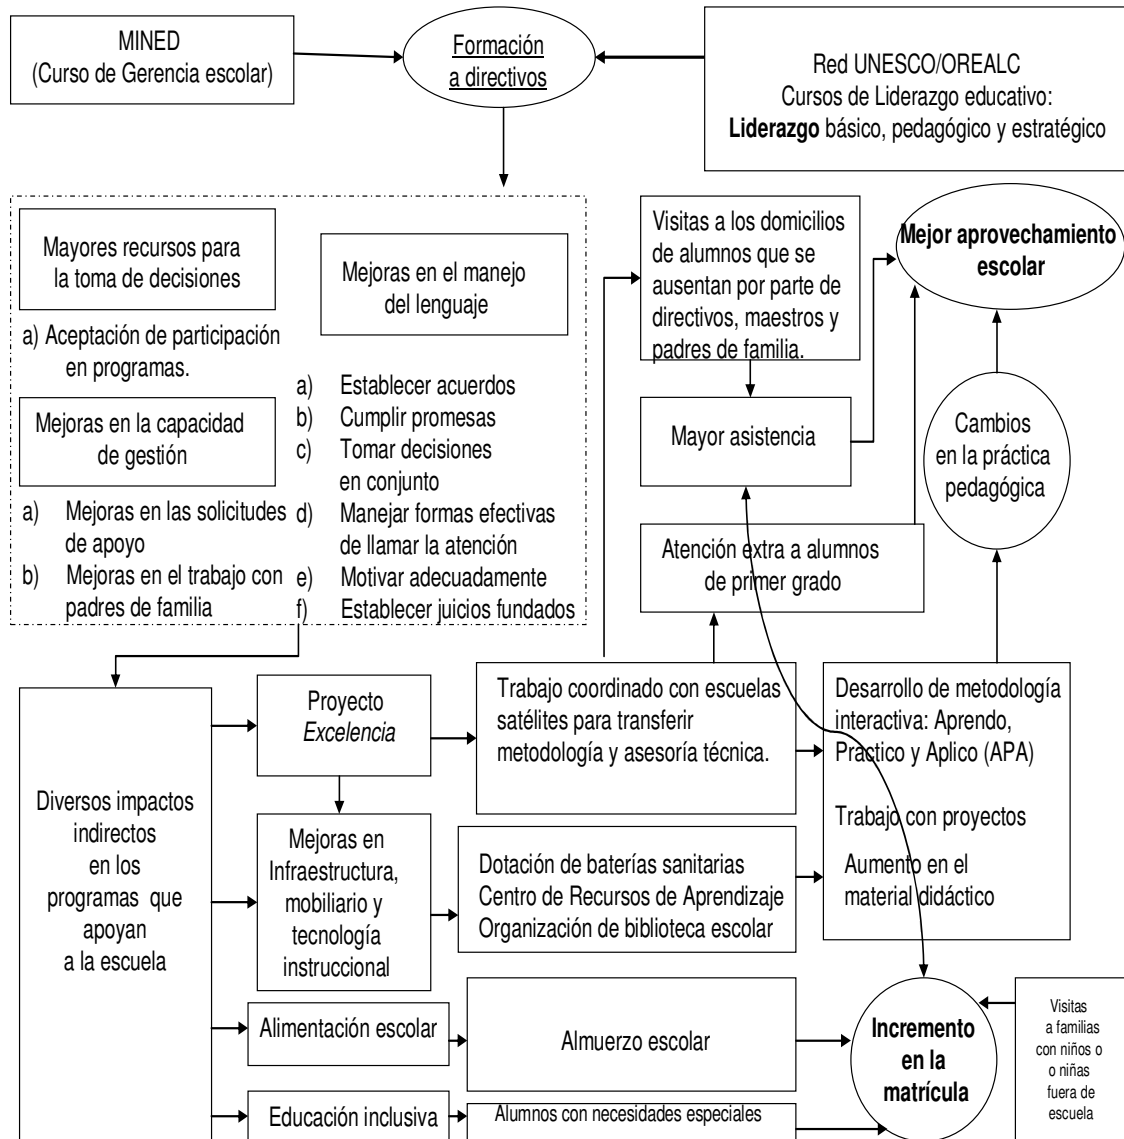 MINED
(Curso de Gerencia escolar)
Formación
a directivos
Red UNESCO/OREALC
Cursos de Liderazgo educativo:
Liderazgo básico, pedagógico y estratégico
Mayores recursos para
la toma de decisiones
a) Aceptación de participación
en programas.
Mejoras en la capacidad
de gestión
a) Mejoras en las solicitudes
de apoyo
b) Mejoras en el trabajo con
padres de familia
Mejoras en el manejo
del lenguaje
a) Establecer acuerdos
b) Cumplir promesas
c) Tomar decisiones
en conjunto
d) Manejar formas efectivas
de llamar la atención
e) Motivar adecuadamente
f) Establecer juicios fundados
Visitas a los domicilios
de alumnos que se
ausentan por parte de
directivos, maestros y
padres de familia.
Mayor asistencia
Atención extra a alumnos
de primer grado
Mejor aprovechamiento
escolar
Cambios
en la práctica
pedagógica
Diversos impactos
indirectos
en los
programas que
apoyan
a la escuela
Proyecto
Excelencia
Trabajo coordinado con escuelas
satélites para transferir
metodología y asesoría técnica.
Desarrollo de metodología
interactiva: Aprendo,
Practico y Aplico (APA)
Trabajo con proyectos
Aumento en el
material didáctico
Mejoras en
Infraestructura,
mobiliario y
tecnología
instruccional
Dotación de baterías sanitarias
Centro de Recursos de Aprendizaje
Organización de biblioteca escolar
Alimentación escolar
Almuerzo escolar
Educación inclusiva
Alumnos con necesidades especiales
Incremento
en la
matrícula
Visitas
a familias
con niños o
o niñas
fuera de
escuela